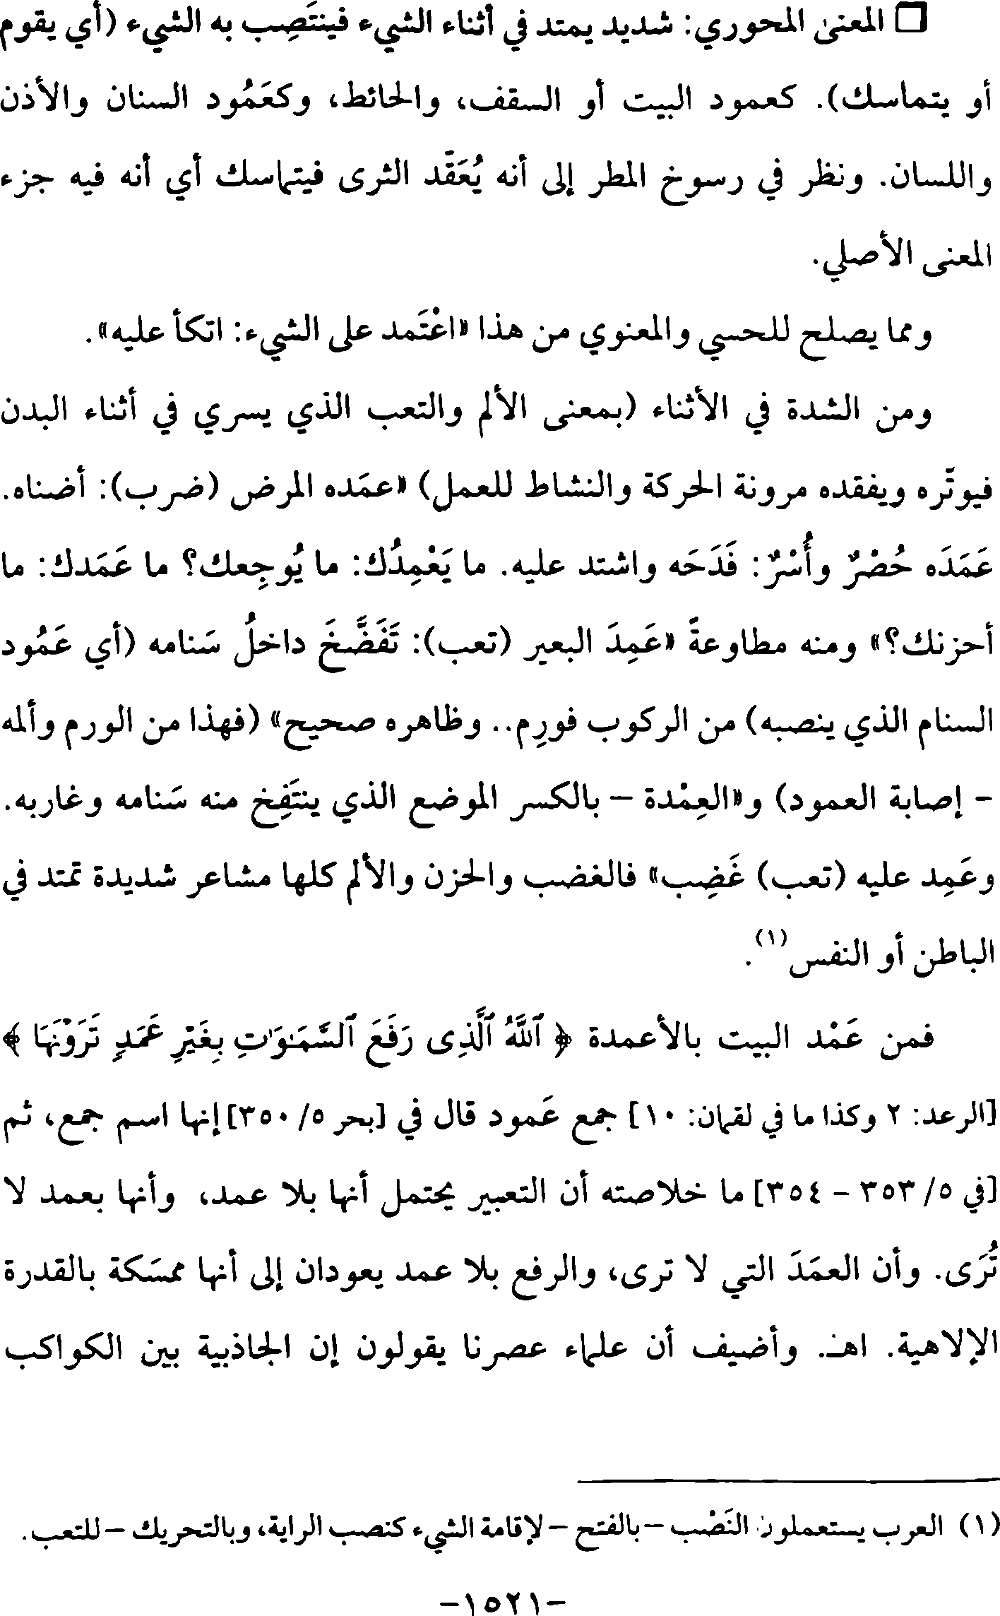 □ المعنى المحوري: شديد يمتد في أثناء الشيء فينتَصِب به الشيء (أي يقوم
أو يتماسك). كعمود البيت أو السقف، والحائط، وكعَمُود السنان والأذن
واللسان. ونظر في رسوخ المطر إلى أنه يُعَقّد الثرى فيتماسك أي أنه فيه جزء
المعنى الأصلي.
ومما يصلح للحسي والمعنوي من هذا «اعْتَمد على الشيء: اتكأ عليه».
ومن الشدة في الأثناء (بمعنى الألم والتعب الذي يسري في أثناء البدن
فيوتّره ويفقده مرونة الحركة والنشاط للعمل) «عمَده المرض (ضرب): أضناه.
عَمَدَه حُصْرٌ وأُسْرٌ: فَدَحَه واشتد عليه. ما يَعْمِدُك: ما يُوجِعك؟ ما عَمَدك: ما
أحزنك؟» ومنه مطاوعةً «عَمِدَ البعير (تعب): تَفَضَّخَ داخلُ سَنامه (أي عَمُود
السنام الذي ينصبه) من الركوب فورِم.. وظاهره صحيح» (فهذا من الورم وألمه
- إصابة العمود) و«العِمْدة – بالكسر الموضع الذي ينتَفِخ منه سَنامه وغاربه.
وعَمِد عليه (تعب) غَضِب» فالغضب والحزن والألم كلها مشاعر شديدة تمتد في
الباطن أو النفس(١).
فمن عَمْد البيت بالأعمدة ﴿ ٱللَّهُ ٱلَّذِى رَفَعَ ٱلسَّمَـٰوَٰتِ بِغَيْرِ عَمَدٍ تَرَوْنَهَا ﴾
[الرعد: ٢ وكذا ما في لقمان: ١٠] جمع عَمود قال في [بحر ٥/ ٣٥٠] إنها اسم جمع، ثم
[في ٥/ ٣٥٣ – ٣٥٤] ما خلاصته أن التعبير يحتمل أنها بلا عمد، وأنها بعمد لا
تُرَى. وأن العمَدَ التي لا ترى، والرفع بلا عمد يعودان إلى أنها ممسَكة بالقدرة
الإلاهية. اهـ. وأضيف أن علماء عصرنا يقولون إن الجاذبية بين الكواكب
(١) العرب يستعملون النَصْب – بالفتح – لإقامة الشيء كنصب الراية، وبالتحريك – للتعب.
-١٥٢١-